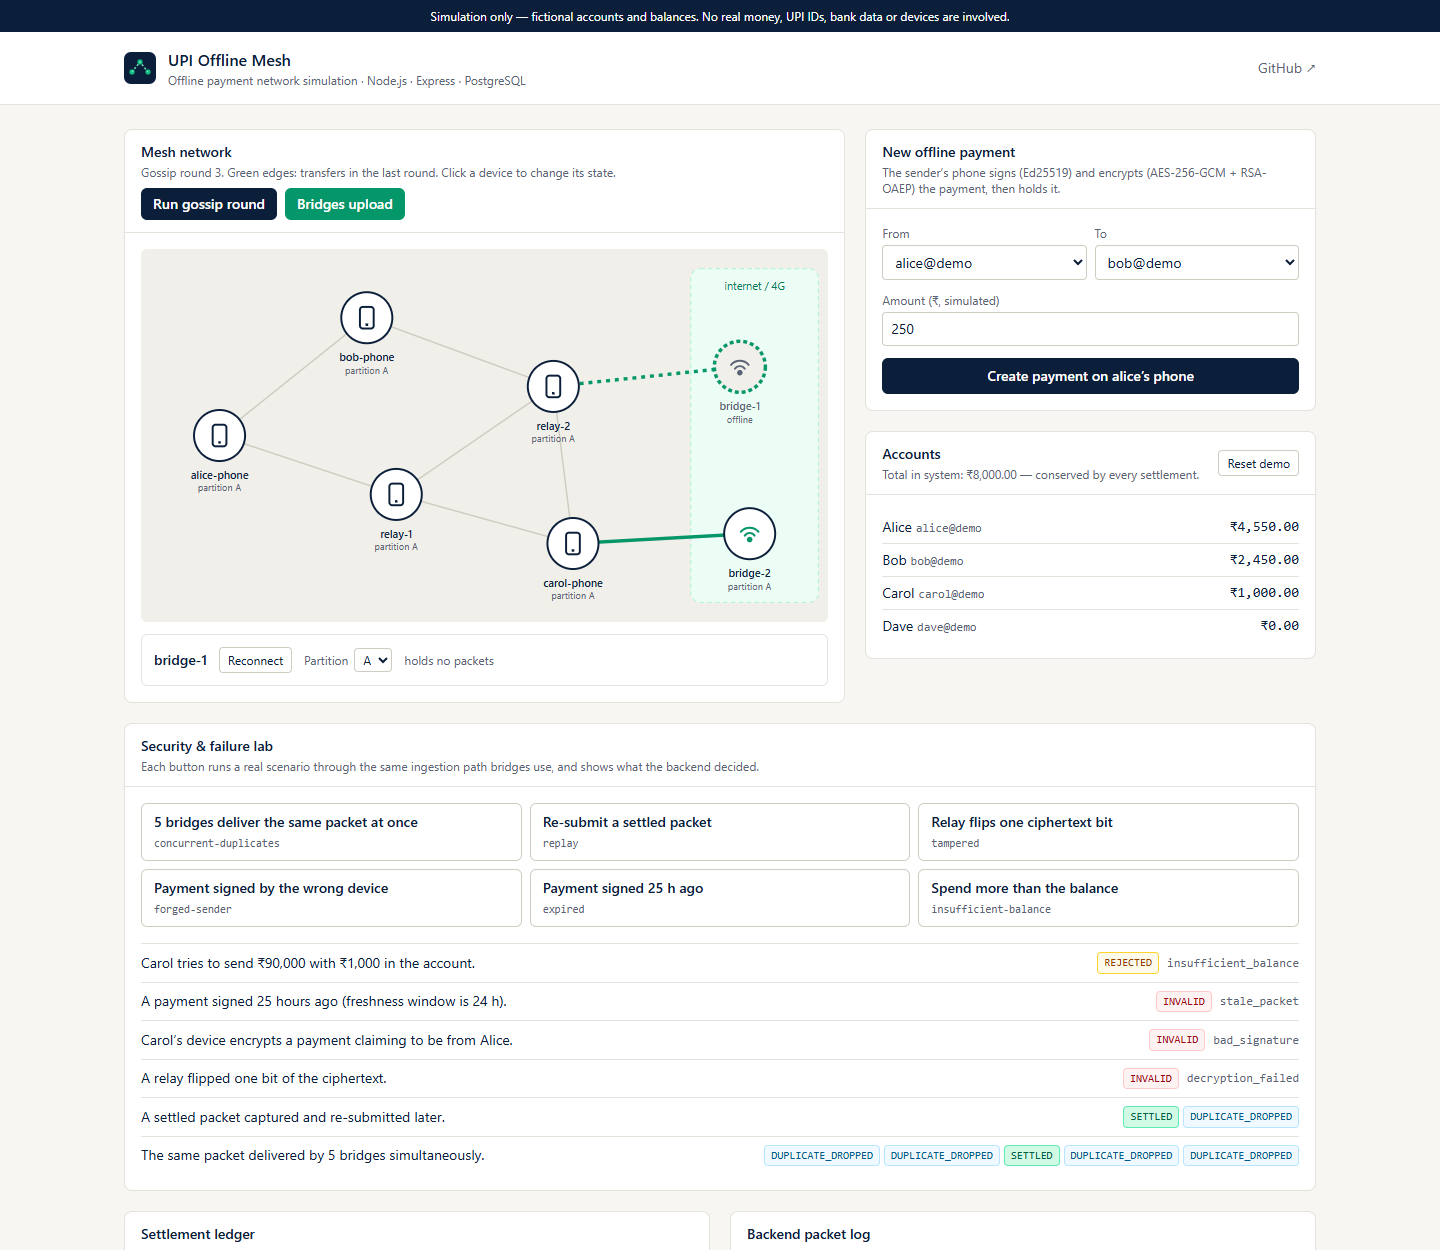 Simulation only — fictional accounts and balances. No real money, UPI IDs, bank data or devices are involved.
UPI Offline Mesh
Offline payment network simulation · Node.js · Express · PostgreSQL
GitHub ↗
Mesh network
Gossip round 3. Green edges: transfers in the last round. Click a device to change its state.
Run gossip round
Bridges upload
internet / 4G
bob-phone
partition A
bridge-1
offline
relay-2
partition A
alice-phone
partition A
relay-1
partition A
carol-phone
partition A
bridge-2
partition A
bridge-1 Reconnect Partition A holds no packets
New offline payment
The sender's phone signs (Ed25519) and encrypts (AES-256-GCM + RSA-
OAEP) the payment, then holds it.
From To
alice@demo bob@demo
Amount (₹, simulated)
250
Create payment on alice's phone
Accounts
Total in system: ₹8,000.00 — conserved by every settlement.
Reset demo
Alice alice@demo ₹4,550.00
Bob bob@demo ₹2,450.00
Carol carol@demo ₹1,000.00
Dave dave@demo ₹0.00
Security & failure lab
Each button runs a real scenario through the same ingestion path bridges use, and shows what the backend decided.
5 bridges deliver the same packet at once
concurrent-duplicates
Re-submit a settled packet
replay
Relay flips one ciphertext bit
tampered
Payment signed by the wrong device
forged-sender
Payment signed 25 h ago
expired
Spend more than the balance
insufficient-balance
Carol tries to send ₹90,000 with ₹1,000 in the account. REJECTED insufficient_balance
A payment signed 25 hours ago (freshness window is 24 h). INVALID stale_packet
Carol's device encrypts a payment claiming to be from Alice. INVALID bad_signature
A relay flipped one bit of the ciphertext. INVALID decryption_failed
A settled packet captured and re-submitted later. SETTLED DUPLICATE_DROPPED
The same packet delivered by 5 bridges simultaneously. DUPLICATE_DROPPED DUPLICATE_DROPPED SETTLED DUPLICATE_DROPPED DUPLICATE_DROPPED
Settlement ledger
Backend packet log